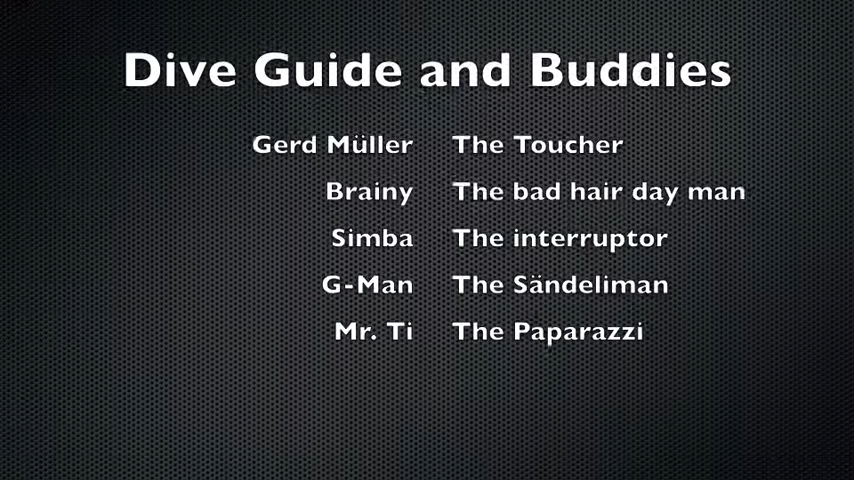 Dive Guide and Buddies
Gerd Müller The Toucher
Brainy The bad hair day man
Simba The interruptor
G-Man The Sändeliman
Mr. Ti The Paparazzi